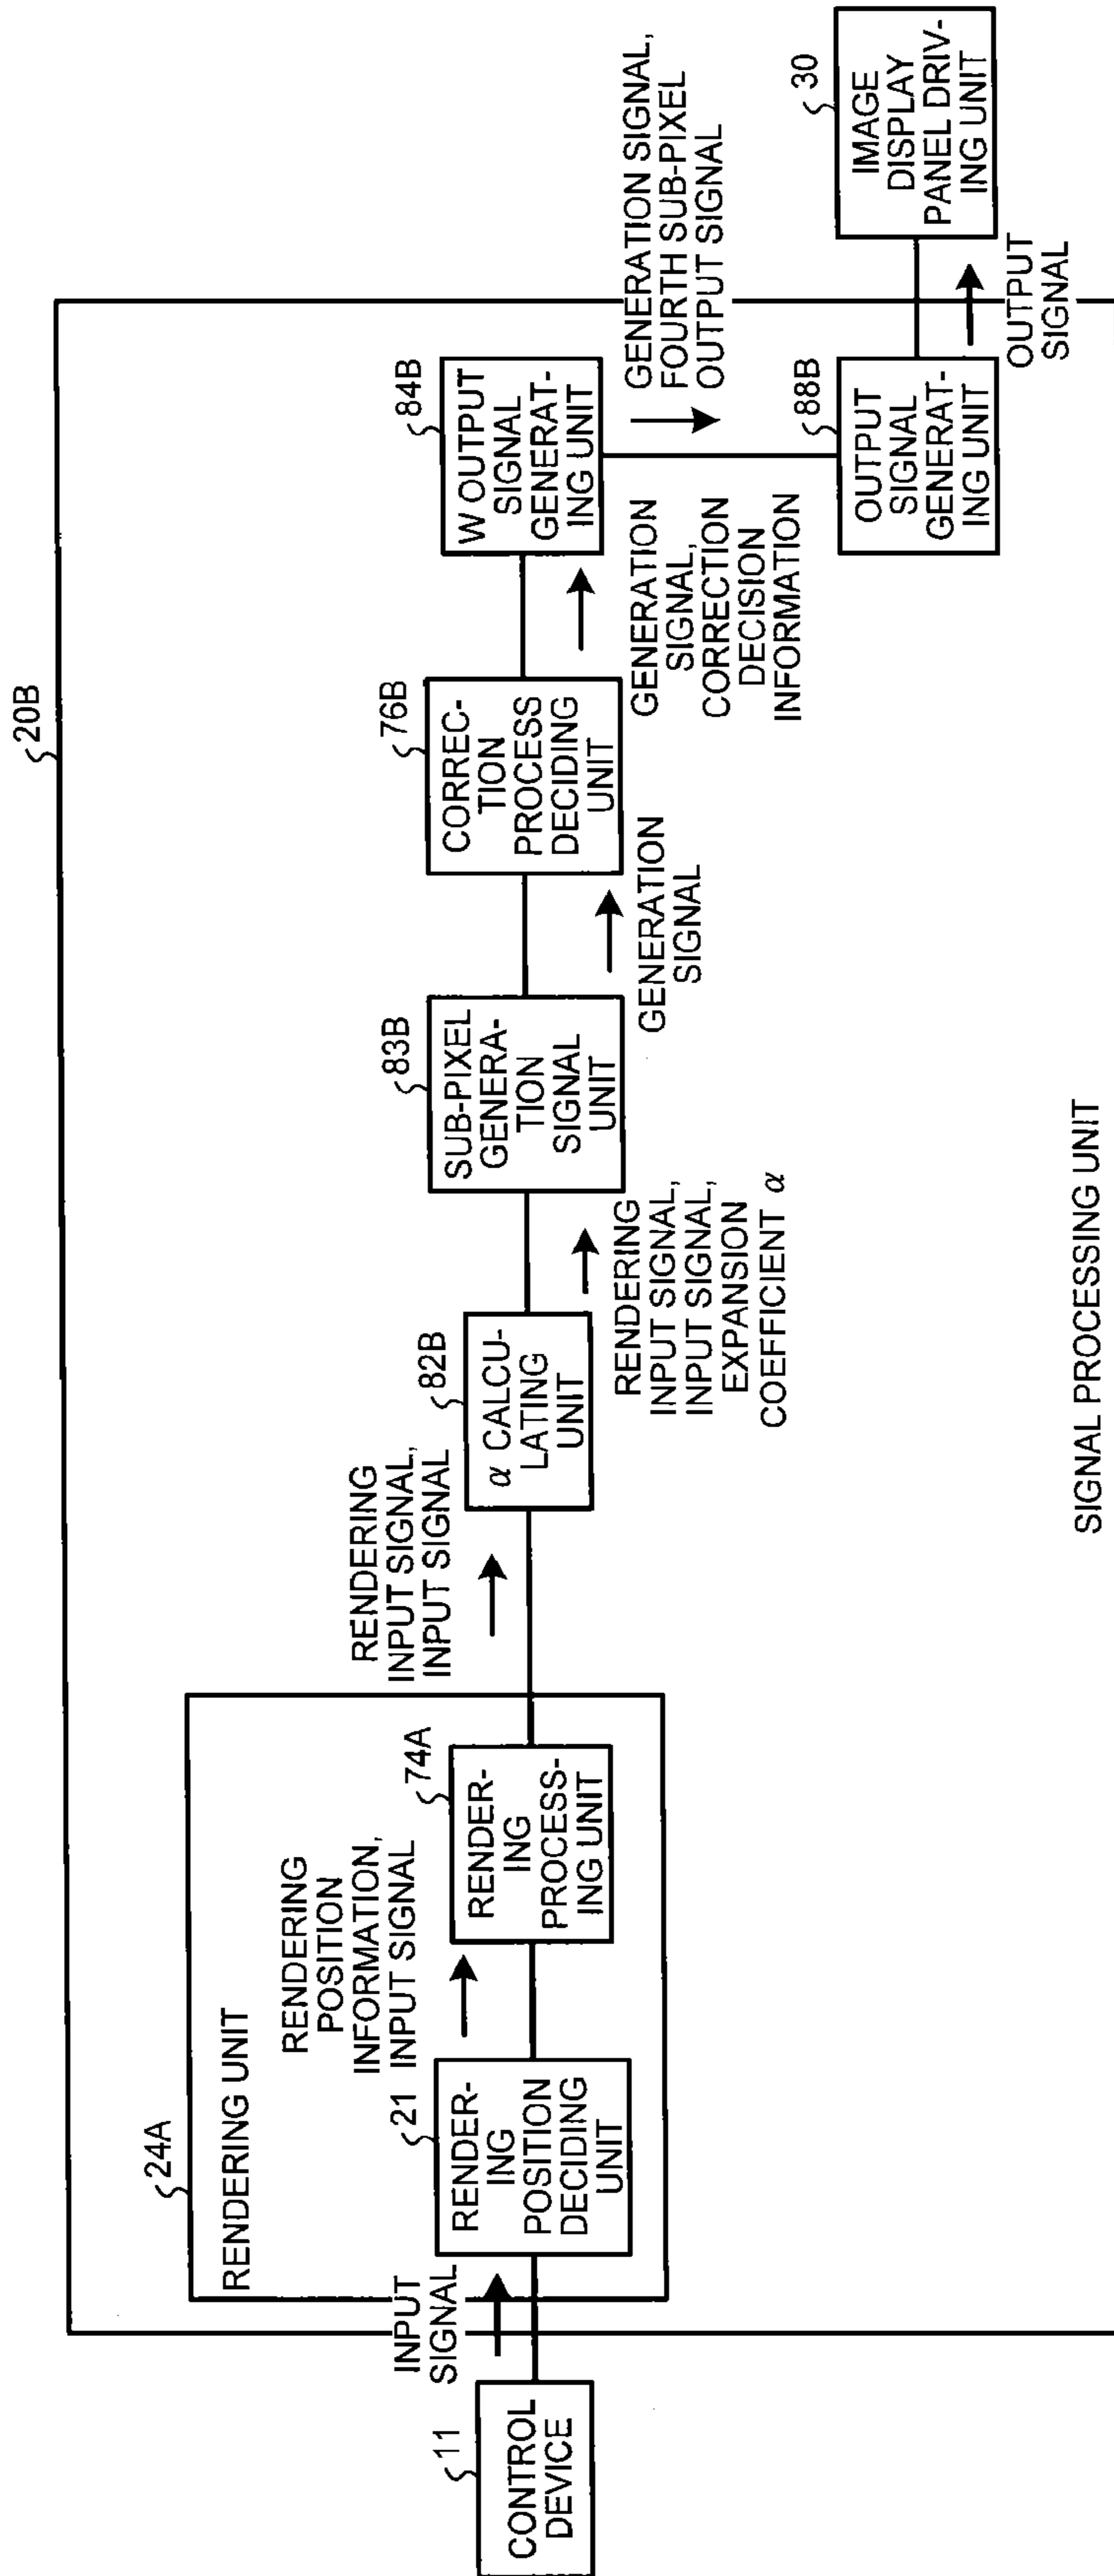 20B
24A
RENDERING UNIT
11
CONTROL
DEVICE
INPUT
SIGNAL
21
RENDER-
ING
POSITION
DECIDING
UNIT
RENDERING
POSITION
INFORMATION,
INPUT SIGNAL
74A
RENDER-
ING
PROCESS-
ING UNIT
RENDERING
INPUT SIGNAL,
INPUT SIGNAL
82B
α CALCU-
LATING
UNIT
RENDERING
INPUT SIGNAL,
INPUT SIGNAL,
EXPANSION
COEFFICIENT α
83B
SUB-PIXEL
GENERA-
TION
SIGNAL
UNIT
GENERATION
SIGNAL
76B
CORREC-
TION
PROCESS
DECIDING
UNIT
GENERATION
SIGNAL,
CORRECTION
DECISION
INFORMATION
84B
W OUTPUT
SIGNAL
GENERAT-
ING UNIT
GENERATION SIGNAL,
FOURTH SUB-PIXEL
OUTPUT SIGNAL
88B
OUTPUT
SIGNAL
GENERAT-
ING UNIT
OUTPUT
SIGNAL
30
IMAGE
DISPLAY
PANEL DRIV-
ING UNIT
SIGNAL PROCESSING UNIT